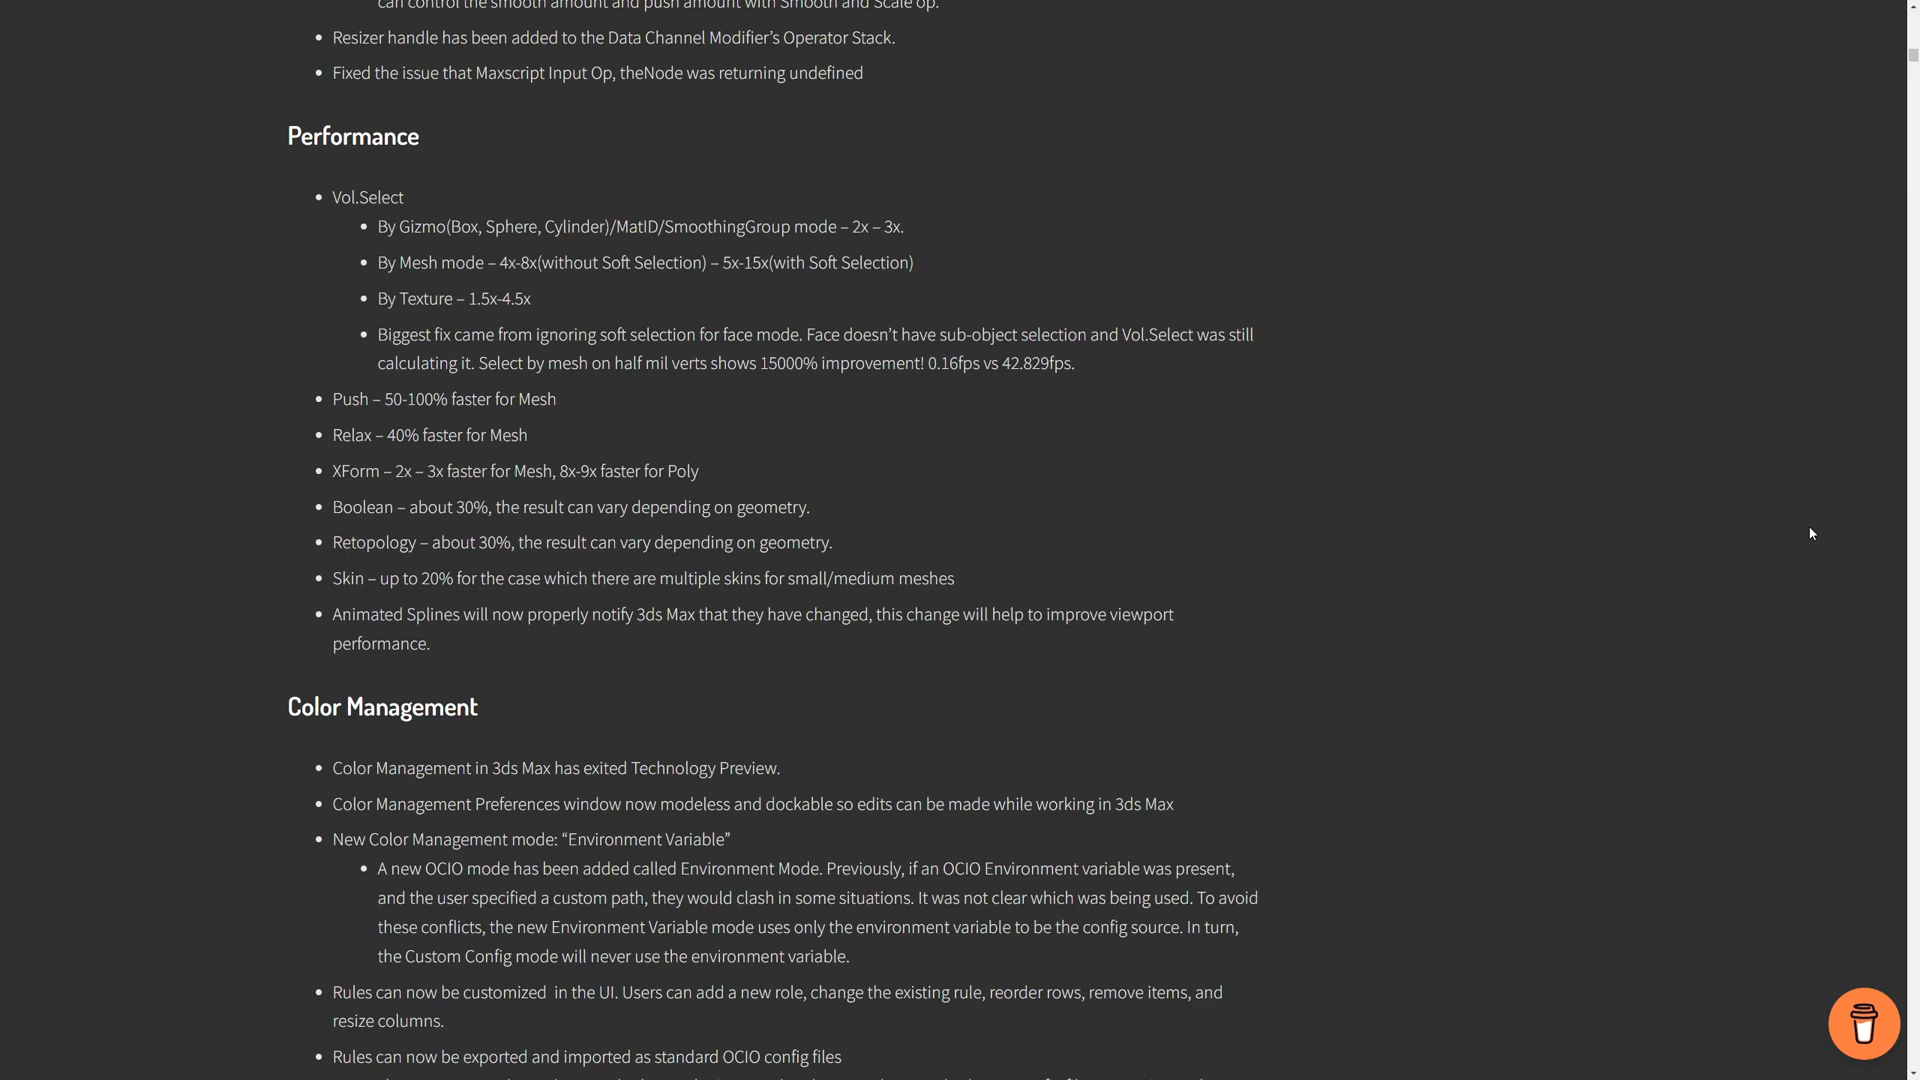 can control the smooth amount and push amount with Smooth and Scale op.
Resizer handle has been added to the Data Channel Modifier’s Operator Stack.
Fixed the issue that Maxscript Input Op, theNode was returning undefined
Performance
Vol.Select
By Gizmo(Box, Sphere, Cylinder)/MatID/SmoothingGroup mode – 2x – 3x.
By Mesh mode – 4x-8x(without Soft Selection) – 5x-15x(with Soft Selection)
By Texture – 1.5x-4.5x
Biggest fix came from ignoring soft selection for face mode. Face doesn’t have sub-object selection and Vol.Select was still
calculating it. Select by mesh on half mil verts shows 15000% improvement! 0.16fps vs 42.829fps.
Push – 50-100% faster for Mesh
Relax – 40% faster for Mesh
XForm – 2x – 3x faster for Mesh, 8x-9x faster for Poly
Boolean – about 30%, the result can vary depending on geometry.
Retopology – about 30%, the result can vary depending on geometry.
Skin – up to 20% for the case which there are multiple skins for small/medium meshes
Animated Splines will now properly notify 3ds Max that they have changed, this change will help to improve viewport
performance.
Color Management
Color Management in 3ds Max has exited Technology Preview.
Color Management Preferences window now modeless and dockable so edits can be made while working in 3ds Max
New Color Management mode: “Environment Variable”
A new OCIO mode has been added called Environment Mode. Previously, if an OCIO Environment variable was present,
and the user specified a custom path, they would clash in some situations. It was not clear which was being used. To avoid
these conflicts, the new Environment Variable mode uses only the environment variable to be the config source. In turn,
the Custom Config mode will never use the environment variable.
Rules can now be customized  in the UI. Users can add a new role, change the existing rule, reorder rows, remove items, and
resize columns.
Rules can now be exported and imported as standard OCIO config files